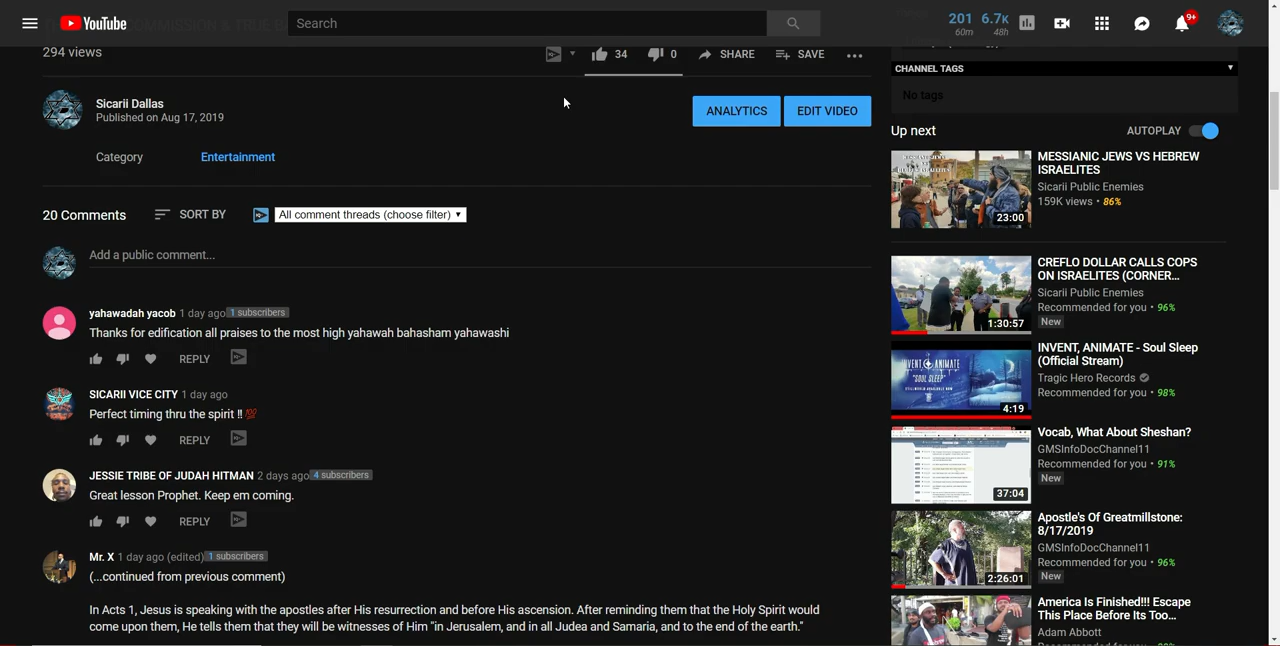 YouTube
Search
201 6.7K
60m 48h
9+
294 views
34
0
SHARE
SAVE
Sicarii Dallas
Published on Aug 17, 2019
ANALYTICS
EDIT VIDEO
Category
Entertainment
20 Comments
SORT BY
All comment threads (choose filter)
Add a public comment...
yahawadah yacob 1 day ago 1 subscribers
Thanks for edification all praises to the most high yahawah bahasham yahawashi
REPLY
SICARII VICE CITY 1 day ago
Perfect timing thru the spirit ‼️💯
REPLY
JESSIE TRIBE OF JUDAH 2 days ago 4 subscribers
Great lesson Prophet. Keep
REPLY
Mr. X 1 day ago (edited) 1 subscribers
(...continued from previous comment)
In Acts 1, Jesus is speaking with the apostles after His resurrection and before His ascension. After reminding them that the Holy Spirit would
come upon them, He tells them that they will be witnesses of Him "in Jerusalem, and in all Judea and Samaria, and to the end of the earth."
CHANNEL TAGS
No tags
Up next
AUTOPLAY
23:00
MESSIANIC JEWS VS HEBREW
ISRAELITES
Sicarii Public Enemies
159K views • 86%
1:30:57
CREFLO DOLLAR CALLS COPS
ON ISRAELITES (CORNER...
Sicarii Public Enemies
Recommended for you • 96%
New
INVENT ANIMATE
"SOUL SLEEP"
4:19
INVENT, ANIMATE - Soul Sleep
(Official Stream)
Tragic Hero Records
Recommended for you • 98%
37:04
Vocab, What About Sheshan?
GMSInfoDocChannel11
Recommended for you • 91%
New
2:26:01
Apostle's Of Greatmillstone:
8/17/2019
GMSInfoDocChannel11
Recommended for you • 96%
New
America Is Finished!!! Escape
This Place Before Its Too...
Adam Abbott